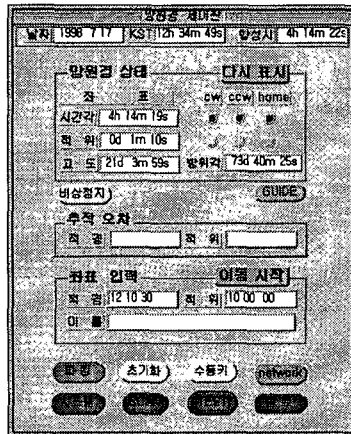 망원경 제어창
날자 1998 7 17 KST 12h 34m 49s 항성시 4h 14m 22s
망원경 상태 다시 표시
좌 표 cw ccw home
시간각 4h 14m 19s
적 위 0d 1m 10s
고 도 21d 3m 59s 방위각 73d 40m 25s
비상정지 GUIDE
추적 오차
적 경 적 위
좌표 입력 이동 시작
적 경 12 10 30 적 위 10 00 00
이 름
파킹 초기화 수동키 network